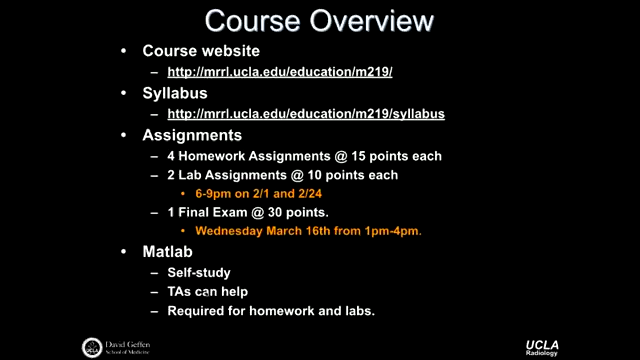 Course Overview
• Course website
– http://mrrl.ucla.edu/education/m219/
• Syllabus
– http://mrrl.ucla.edu/education/m219/syllabus
• Assignments
– 4 Homework Assignments @ 15 points each
– 2 Lab Assignments @ 10 points each
• 6-9pm on 2/1 and 2/24
– 1 Final Exam @ 30 points.
• Wednesday March 16th from 1pm-4pm.
• Matlab
– Self-study
– TAs can help
– Required for homework and labs.
UCLA
David Geffen
School of Medicine
UCLA
Radiology